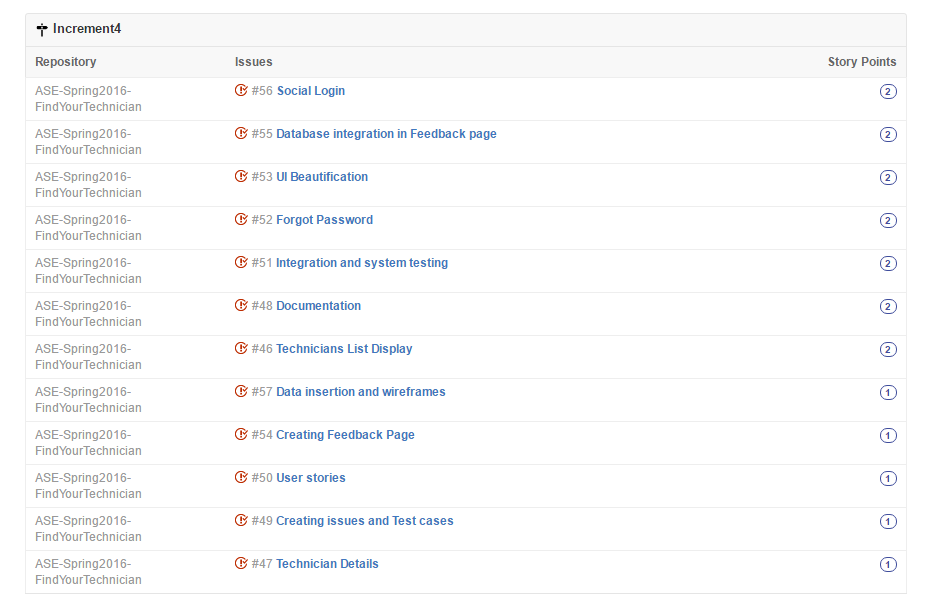 Increment4
Repository Issues Story Points
ASE-Spring2016- #56 Social Login 2
FindYourTechnician
ASE-Spring2016- #55 Database integration in Feedback page 2
FindYourTechnician
ASE-Spring2016- #53 UI Beautification 2
FindYourTechnician
ASE-Spring2016- #52 Forgot Password 2
FindYourTechnician
ASE-Spring2016- #51 Integration and system testing 2
FindYourTechnician
ASE-Spring2016- #48 Documentation 2
FindYourTechnician
ASE-Spring2016- #46 Technicians List Display 2
FindYourTechnician
ASE-Spring2016- #57 Data insertion and wireframes 1
FindYourTechnician
ASE-Spring2016- #54 Creating Feedback Page 1
FindYourTechnician
ASE-Spring2016- #50 User stories 1
FindYourTechnician
ASE-Spring2016- #49 Creating issues and Test cases 1
FindYourTechnician
ASE-Spring2016- #47 Technician Details 1
FindYourTechnician